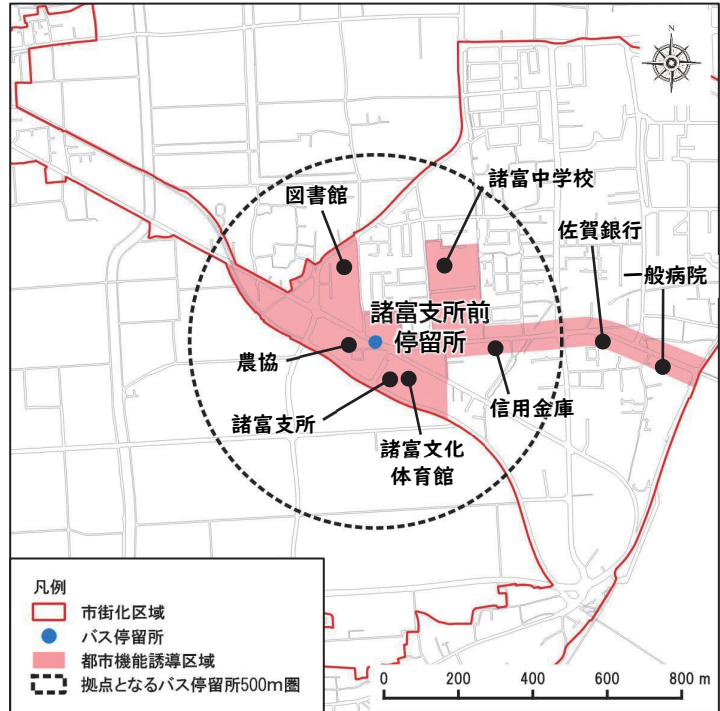 N
諸富中学校
図書館
佐賀銀行
一般病院
諸富支所前
停留所
農協
信用金庫
諸富支所
諸富文化
体育館
凡例
市街化区域
バス停留所
都市機能誘導区域
拠点となるバス停留所500m圏
0 200 400 600 800 m